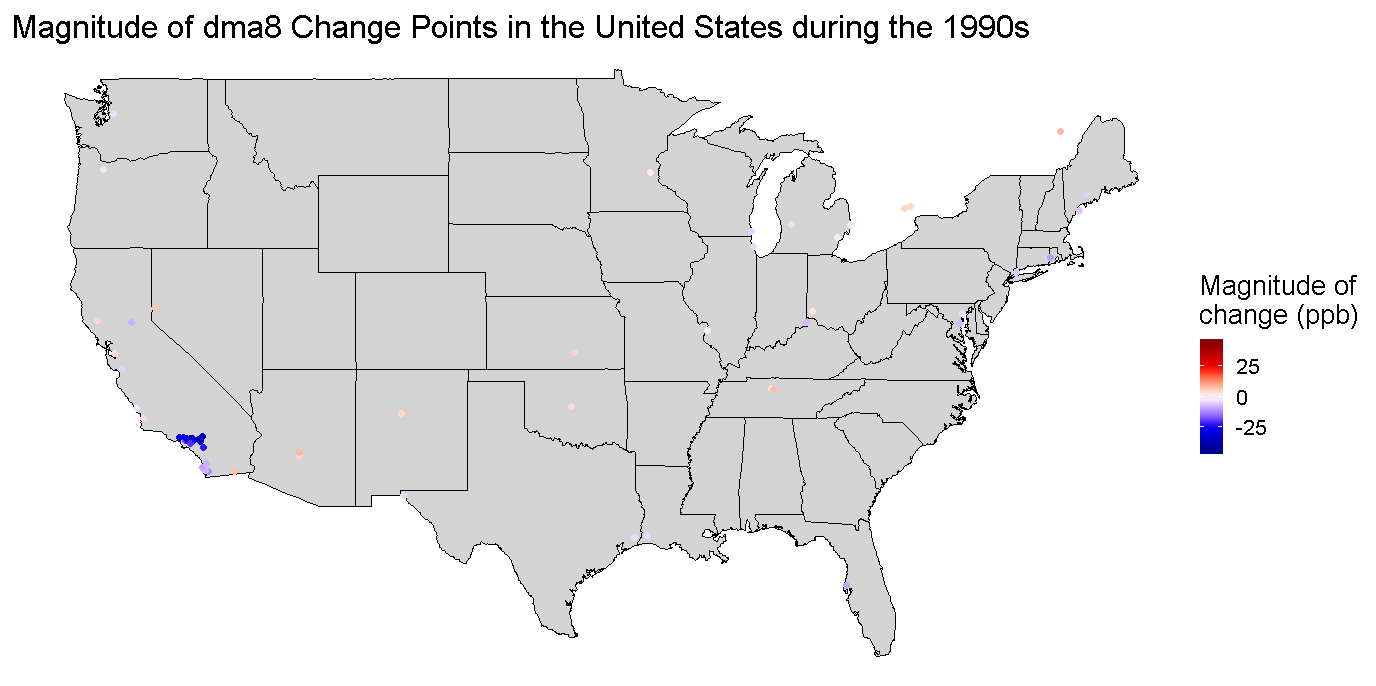 Magnitude of dma8 Change Points in the United States during the 1990s
Magnitude of
change (ppb)
25
0
-25